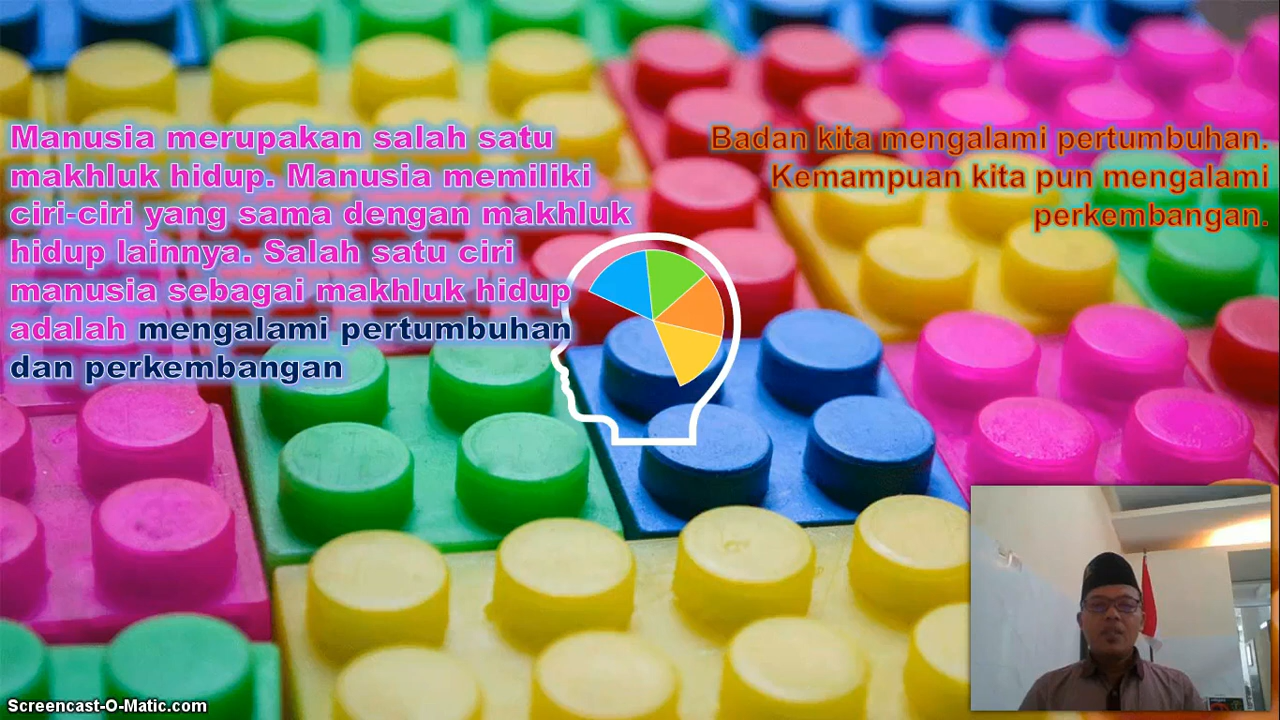 Manusia merupakan salah satu
makhluk hidup. Manusia memiliki
ciri-ciri yang sama dengan makhluk
hidup lainnya. Salah satu ciri
manusia sebagai makhluk hidup
adalah mengalami pertumbuhan
dan perkembangan
Badan kita mengalami pertumbuhan.
Kemampuan kita pun mengalami
perkembangan.
Screencast-O-Matic.com